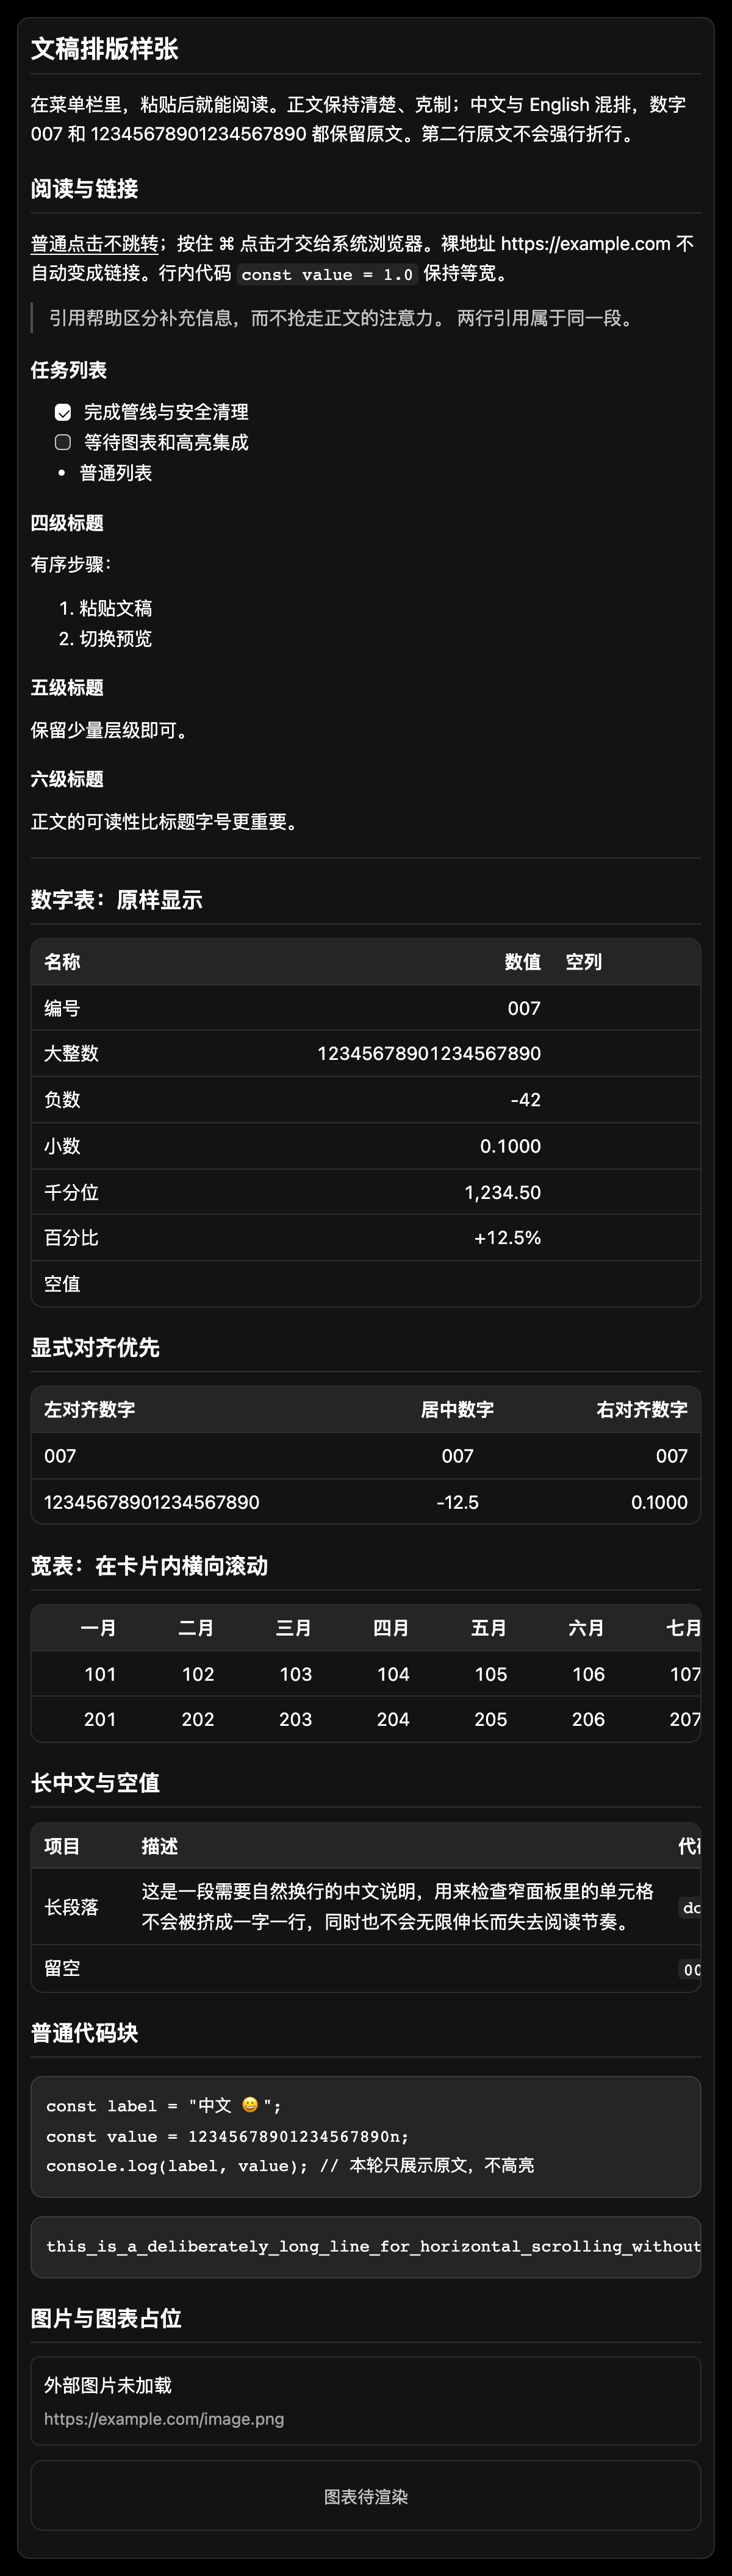 文稿排版样张
在菜单栏里，粘贴后就能阅读。正文保持清楚、克制；中文与 English 混排，数字
007 和 12345678901234567890 都保留原文。第二行原文不会强行折行。
阅读与链接
普通点击不跳转；按住 ⌘ 点击才交给系统浏览器。裸地址 https://example.com 不
自动变成链接。行内代码 const value = 1.0 保持等宽。
引用帮助区分补充信息，而不抢走正文的注意力。 两行引用属于同一段。
任务列表
完成管线与安全清理
等待图表和高亮集成
• 普通列表
四级标题
有序步骤：
1. 粘贴文稿
2. 切换预览
五级标题
保留少量层级即可。
六级标题
正文的可读性比标题字号更重要。
数字表：原样显示
名称 数值 空列
编号 007
大整数 12345678901234567890
负数 -42
小数 0.1000
千分位 1,234.50
百分比 +12.5%
空值
显式对齐优先
左对齐数字 居中数字 右对齐数字
007 007 007
12345678901234567890 -12.5 0.1000
宽表：在卡片内横向滚动
一月 二月 三月 四月 五月 六月 七月
101 102 103 104 105 106 107
201 202 203 204 205 206 207
长中文与空值
项目 描述
长段落 这是一段需要自然换行的中文说明，用来检查窄面板里的单元格
不会被挤成一字一行，同时也不会无限伸长而失去阅读节奏。
留空
普通代码块
const label = "中文 😀";
const value = 12345678901234567890n;
console.log(label, value); // 本轮只展示原文，不高亮
this_is_a_deliberately_long_line_for_horizontal_scrolling_without
图片与图表占位
外部图片未加载
https://example.com/image.png
图表待渲染